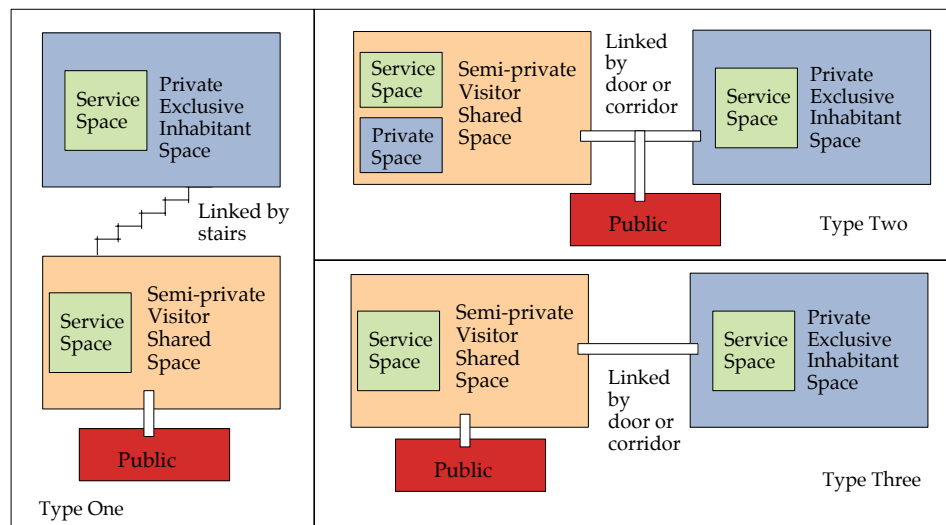 Service
Space
Private
Exclusive
Inhabitant
Space
Linked by
stairs
Service
Space
Semi-private
Visitor
Shared
Space
Public
Type One
Service
Space
Private
Space
Semi-private
Visitor
Shared
Space
Linked
by
door or
corridor
Service
Space
Private
Exclusive
Inhabitant
Space
Public
Type Two
Service
Space
Semi-private
Visitor
Shared
Space
Linked
by
door or
corridor
Service
Space
Private
Exclusive
Inhabitant
Space
Public
Type Three